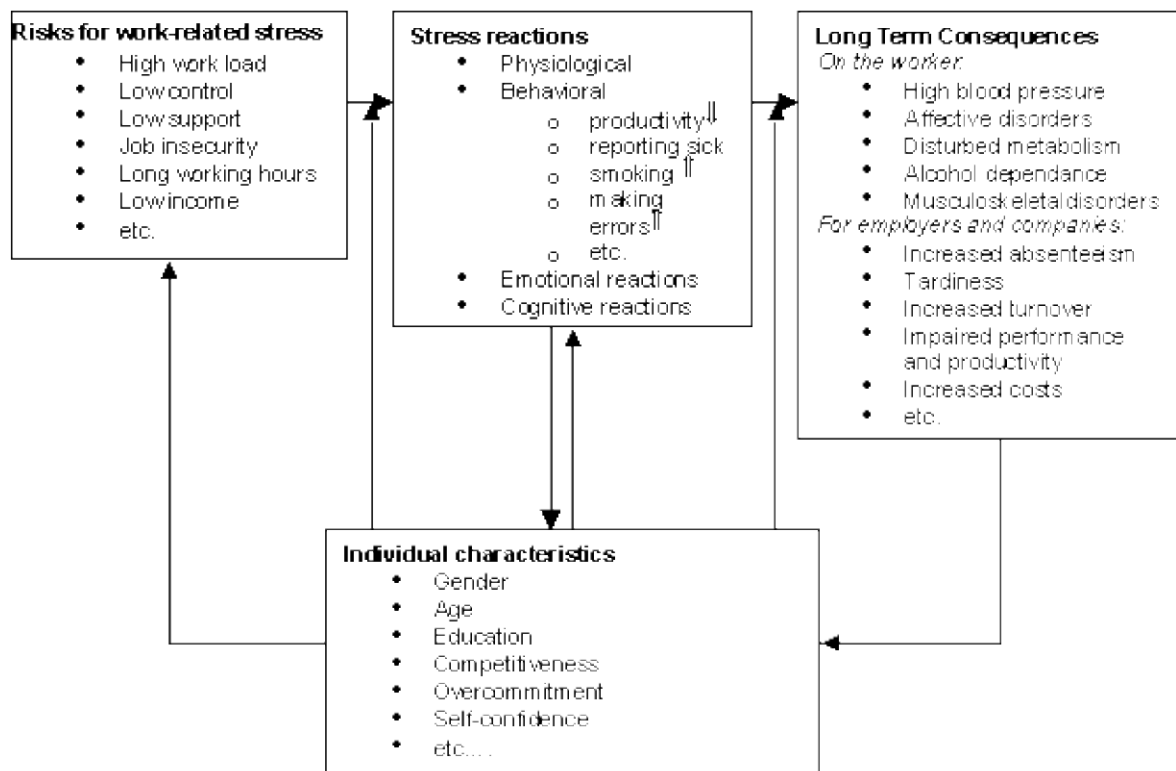 Risks for work-related stress
• High work load
• Low control
• Low support
• Job insecurity
• Long working hours
• Low income
• etc.
Stress reactions
• Physiological
• Behavioral
o productivity⇓
o reporting sick
o smoking ⇑
o making
errors⇑
o etc.
• Emotional reactions
• Cognitive reactions
Long Term Consequences
On the worker:
• High blood pressure
• Affective disorders
• Disturbed metabolism
• Alcohol dependance
• Musculoskeletal disorders
For employers and companies:
• Increased absenteeism
• Tardiness
• Increased turnover
• Impaired performance
and productivity
• Increased costs
• etc.
Individual characteristics
• Gender
• Age
• Education
• Competitiveness
• Overcommitment
• Self-confidence
• etc.... .